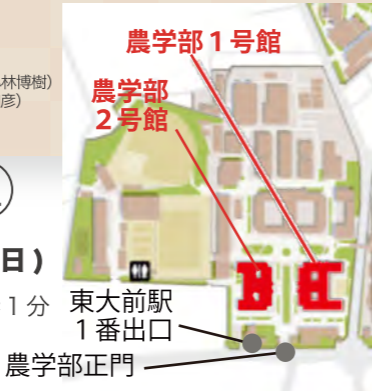 農学部１号館
農学部
２号館
林博樹）
彦）
日）
１分
東大前駅
１番出口
農学部正門